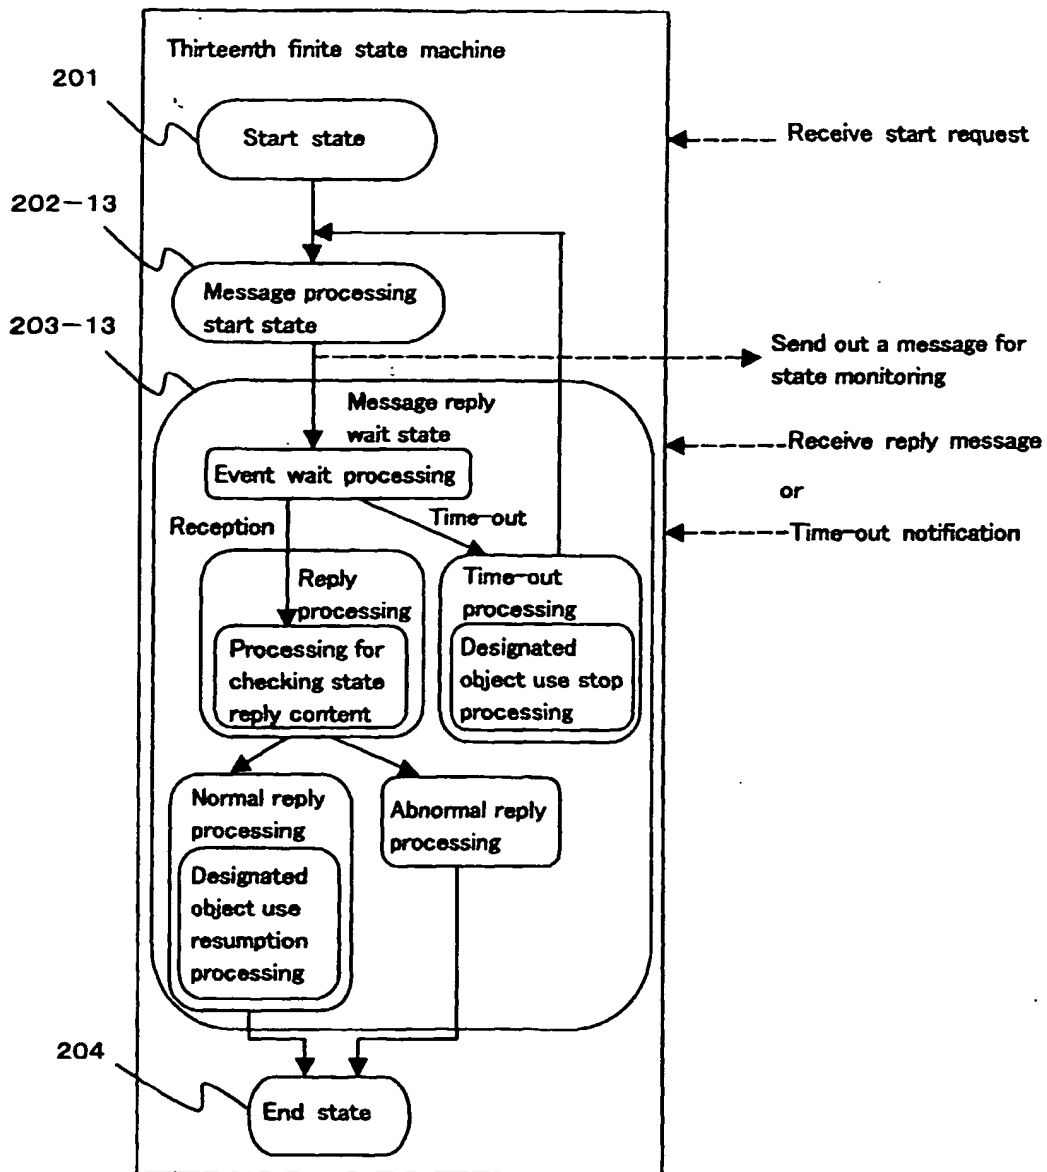 Thirteenth finite state machine
201
Start state
Receive start request
202-13
Message processing
start state
203-13
Send out a message for
state monitoring
Message reply
wait state
Receive reply message
Event wait processing
or
Reception
Time-out
Time-out notification
Reply
processing
Time-out
processing
Processing for
checking state
reply content
Designated
object use stop
processing
Normal reply
processing
Abnormal reply
processing
Designated
object use
resumption
processing
204
End state